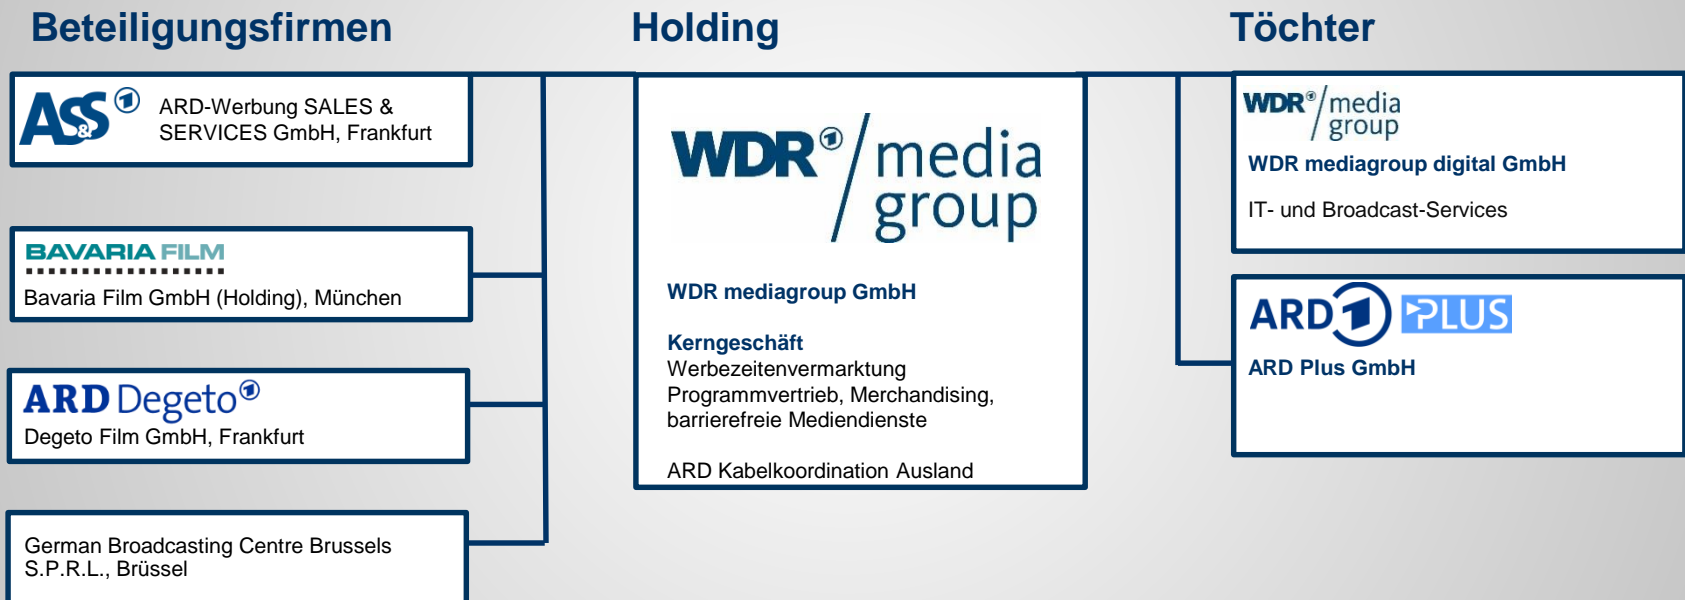 Beteiligungsfirmen
Holding
Töchter
AS&S
ARD-Werbung SALES &
SERVICES GmbH, Frankfurt
BAVARIA FILM
Bavaria Film GmbH (Holding), München
ARD Degeto
Degeto Film GmbH, Frankfurt
German Broadcasting Centre Brussels
S.P.R.L., Brüssel
WDR® media
group
WDR mediagroup GmbH
Kerngeschäft
Werbezeitenvermarktung
Programmvertrieb, Merchandising,
barrierefreie Mediendienste
ARD Kabelkoordination Ausland
WDR® media
group
WDR mediagroup digital GmbH
IT- und Broadcast-Services
ARD 1 PLUS
ARD Plus GmbH